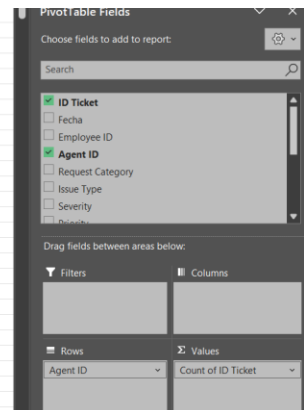 PivotTable Fields
Choose fields to add to report:
Search
ID Ticket
Fecha
Employee ID
Agent ID
Request Category
Issue Type
Severity
Priority
Drag fields between areas below:
Filters
Columns
Rows
Σ Values
Agent ID
Count of ID Ticket